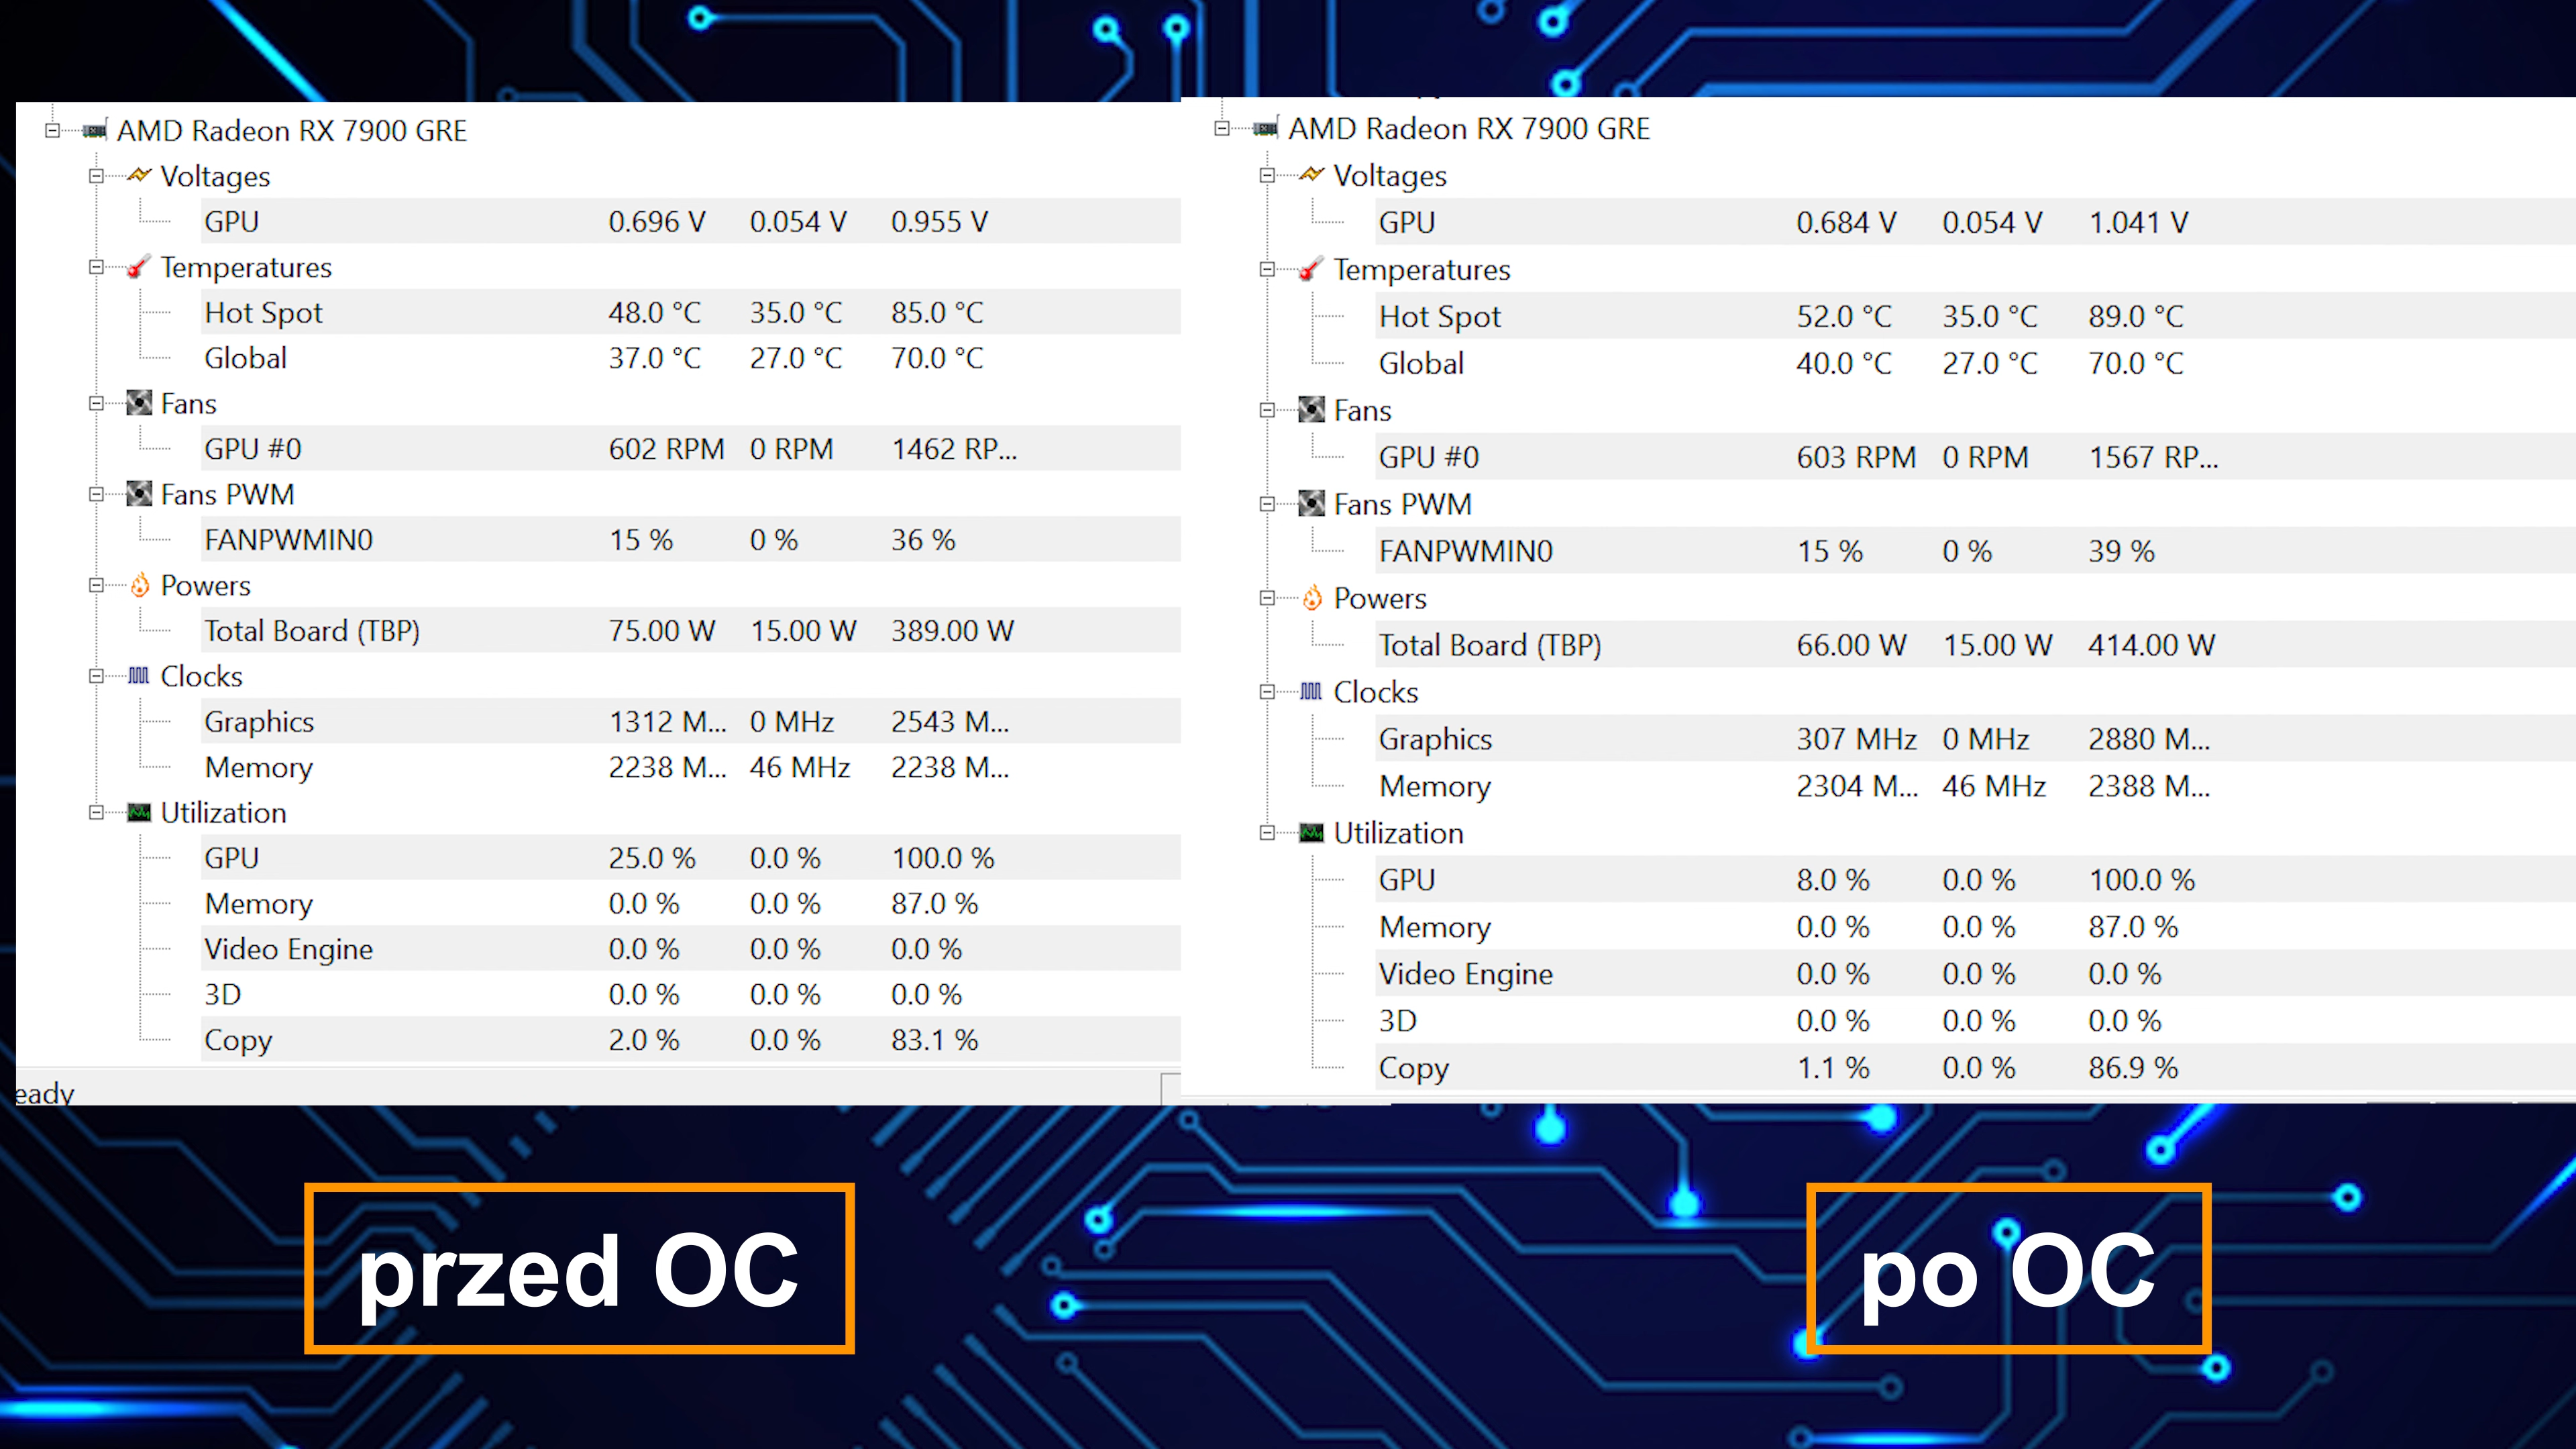 AMD Radeon RX 7900 GRE
Voltages
GPU 0.696 V 0.054 V 0.955 V
Temperatures
Hot Spot 48.0 °C 35.0 °C 85.0 °C
Global 37.0 °C 27.0 °C 70.0 °C
Fans
GPU #0 602 RPM 0 RPM 1462 RP...
Fans PWM
FANPWMIN0 15 % 0 % 36 %
Powers
Total Board (TBP) 75.00 W 15.00 W 389.00 W
Clocks
Graphics 1312 M... 0 MHz 2543 M...
Memory 2238 M... 46 MHz 2238 M...
Utilization
GPU 25.0 % 0.0 % 100.0 %
Memory 0.0 % 0.0 % 87.0 %
Video Engine 0.0 % 0.0 % 0.0 %
3D 0.0 % 0.0 % 0.0 %
Copy 2.0 % 0.0 % 83.1 %
eady
przed OC
AMD Radeon RX 7900 GRE
Voltages
GPU 0.684 V 0.054 V 1.041 V
Temperatures
Hot Spot 52.0 °C 35.0 °C 89.0 °C
Global 40.0 °C 27.0 °C 70.0 °C
Fans
GPU #0 603 RPM 0 RPM 1567 RP...
Fans PWM
FANPWMIN0 15 % 0 % 39 %
Powers
Total Board (TBP) 66.00 W 15.00 W 414.00 W
Clocks
Graphics 307 MHz 0 MHz 2880 M...
Memory 2304 M... 46 MHz 2388 M...
Utilization
GPU 8.0 % 0.0 % 100.0 %
Memory 0.0 % 0.0 % 87.0 %
Video Engine 0.0 % 0.0 % 0.0 %
3D 0.0 % 0.0 % 0.0 %
Copy 1.1 % 0.0 % 86.9 %
po OC